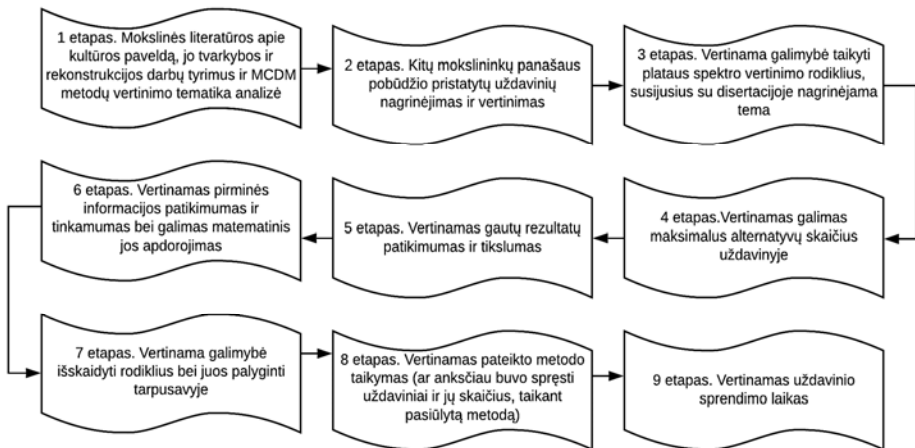 1 etapas. Mokslinės literatūros apie
kultūros paveldą, jo tvarkybos ir
rekonstrukcijos darbų tyrimus ir MCDM
metodų vertinimo tematika analizė
2 etapas. Kitų mokslininkų panašaus
pobūdžio pristatytų uždavinių
nagrinėjimas ir vertinimas
3 etapas. Vertinama galimybė taikyti
plataus spektro vertinimo rodiklius,
susijusius su disertacijoje nagrinėjama
tema
4 etapas.Vertinamas galimas
maksimalus alternatyvų skaičius
uždavinyje
5 etapas. Vertinamas gautų rezultatų
patikimumas ir tikslumas
6 etapas. Vertinamas pirminės
informacijos patikimumas ir
tinkamumas bei galimas matematinis
jos apdorojimas
7 etapas. Vertinama galimybė
išskaidyti rodiklius bei juos palyginti
tarpusavyje
8 etapas. Vertinamas pateikto metodo
taikymas (ar anksčiau buvo spręsti
uždaviniai ir jų skaičius, taikant
pasiūlytą metodą)
9 etapas. Vertinamas uždavinio
sprendimo laikas